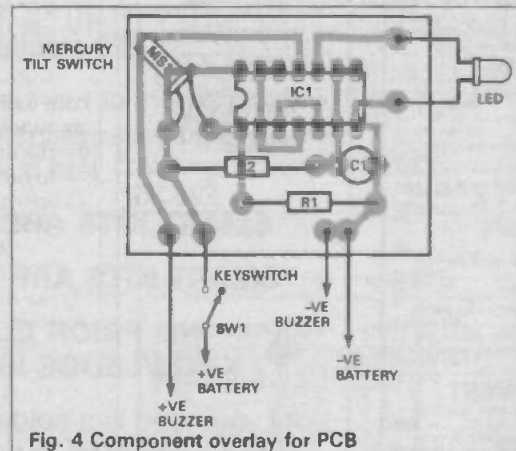 MERCURY
TILT SWITCH
MS1
IC1
LED
R2
C1
R1
KEYSWITCH
SW1
-VE
BUZZER
+VE
BATTERY
-VE
BATTERY
+VE
BUZZER
Fig. 4 Component overlay for PCB